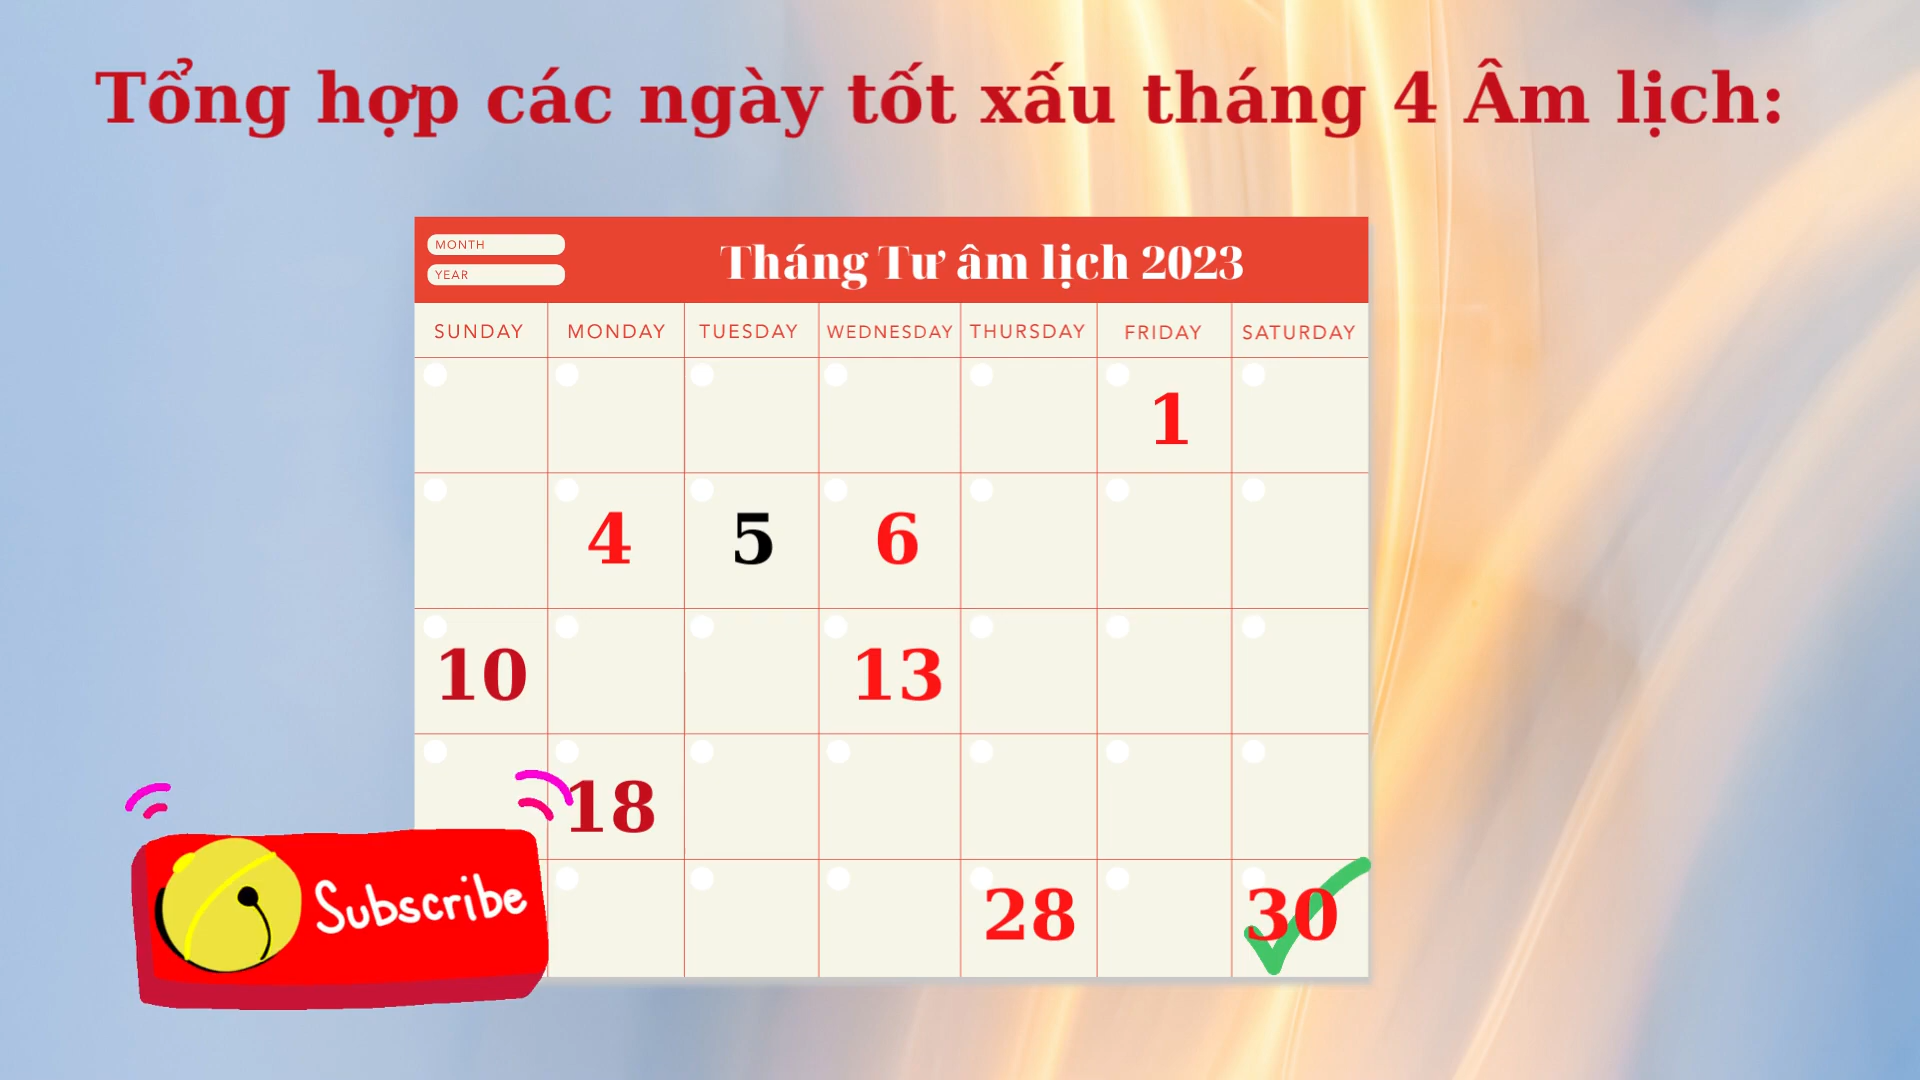 Tổng hợp các ngày tốt xấu tháng 4 Âm lịch:
MONTH
YEAR
Tháng Tư âm lịch 2023
SUNDAY MONDAY TUESDAY WEDNESDAY THURSDAY FRIDAY SATURDAY
1
4 5 6
10 13
18
28 30
Subscribe